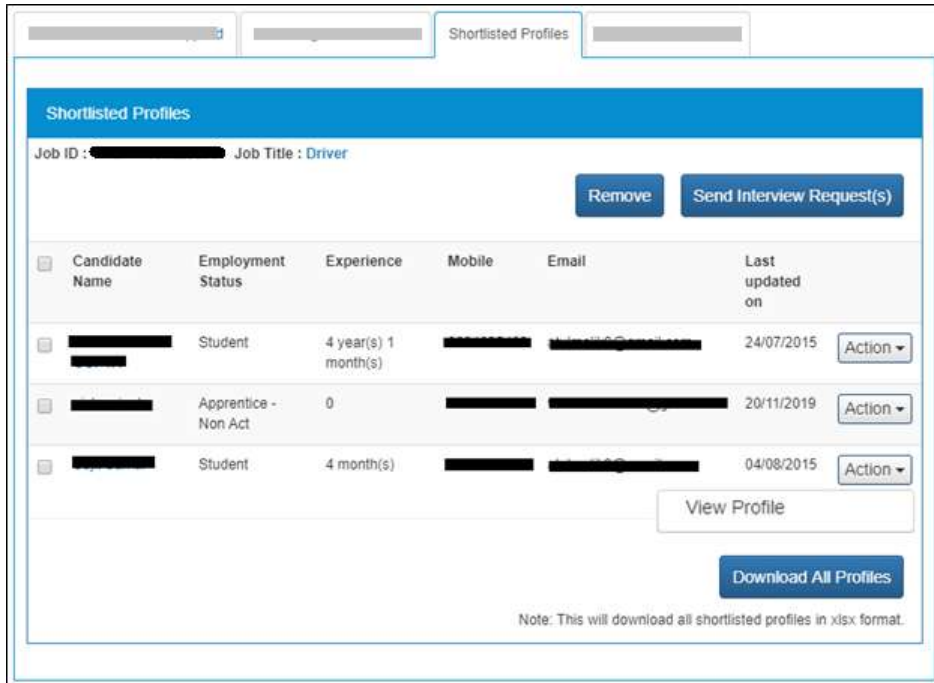 Shortlisted Profiles
Shortlisted Profiles
Job ID : Job Title : Driver
Remove Send Interview Request(s)
Candidate Name Employment Status Experience Mobile Email Last updated on
Student 4 year(s) 1 month(s) 24/07/2015 Action
Apprentice - Non Act 0 20/11/2019 Action
Student 4 month(s) 04/08/2015 Action
View Profile
Download All Profiles
Note: This will download all shortlisted profiles in xlsx format.